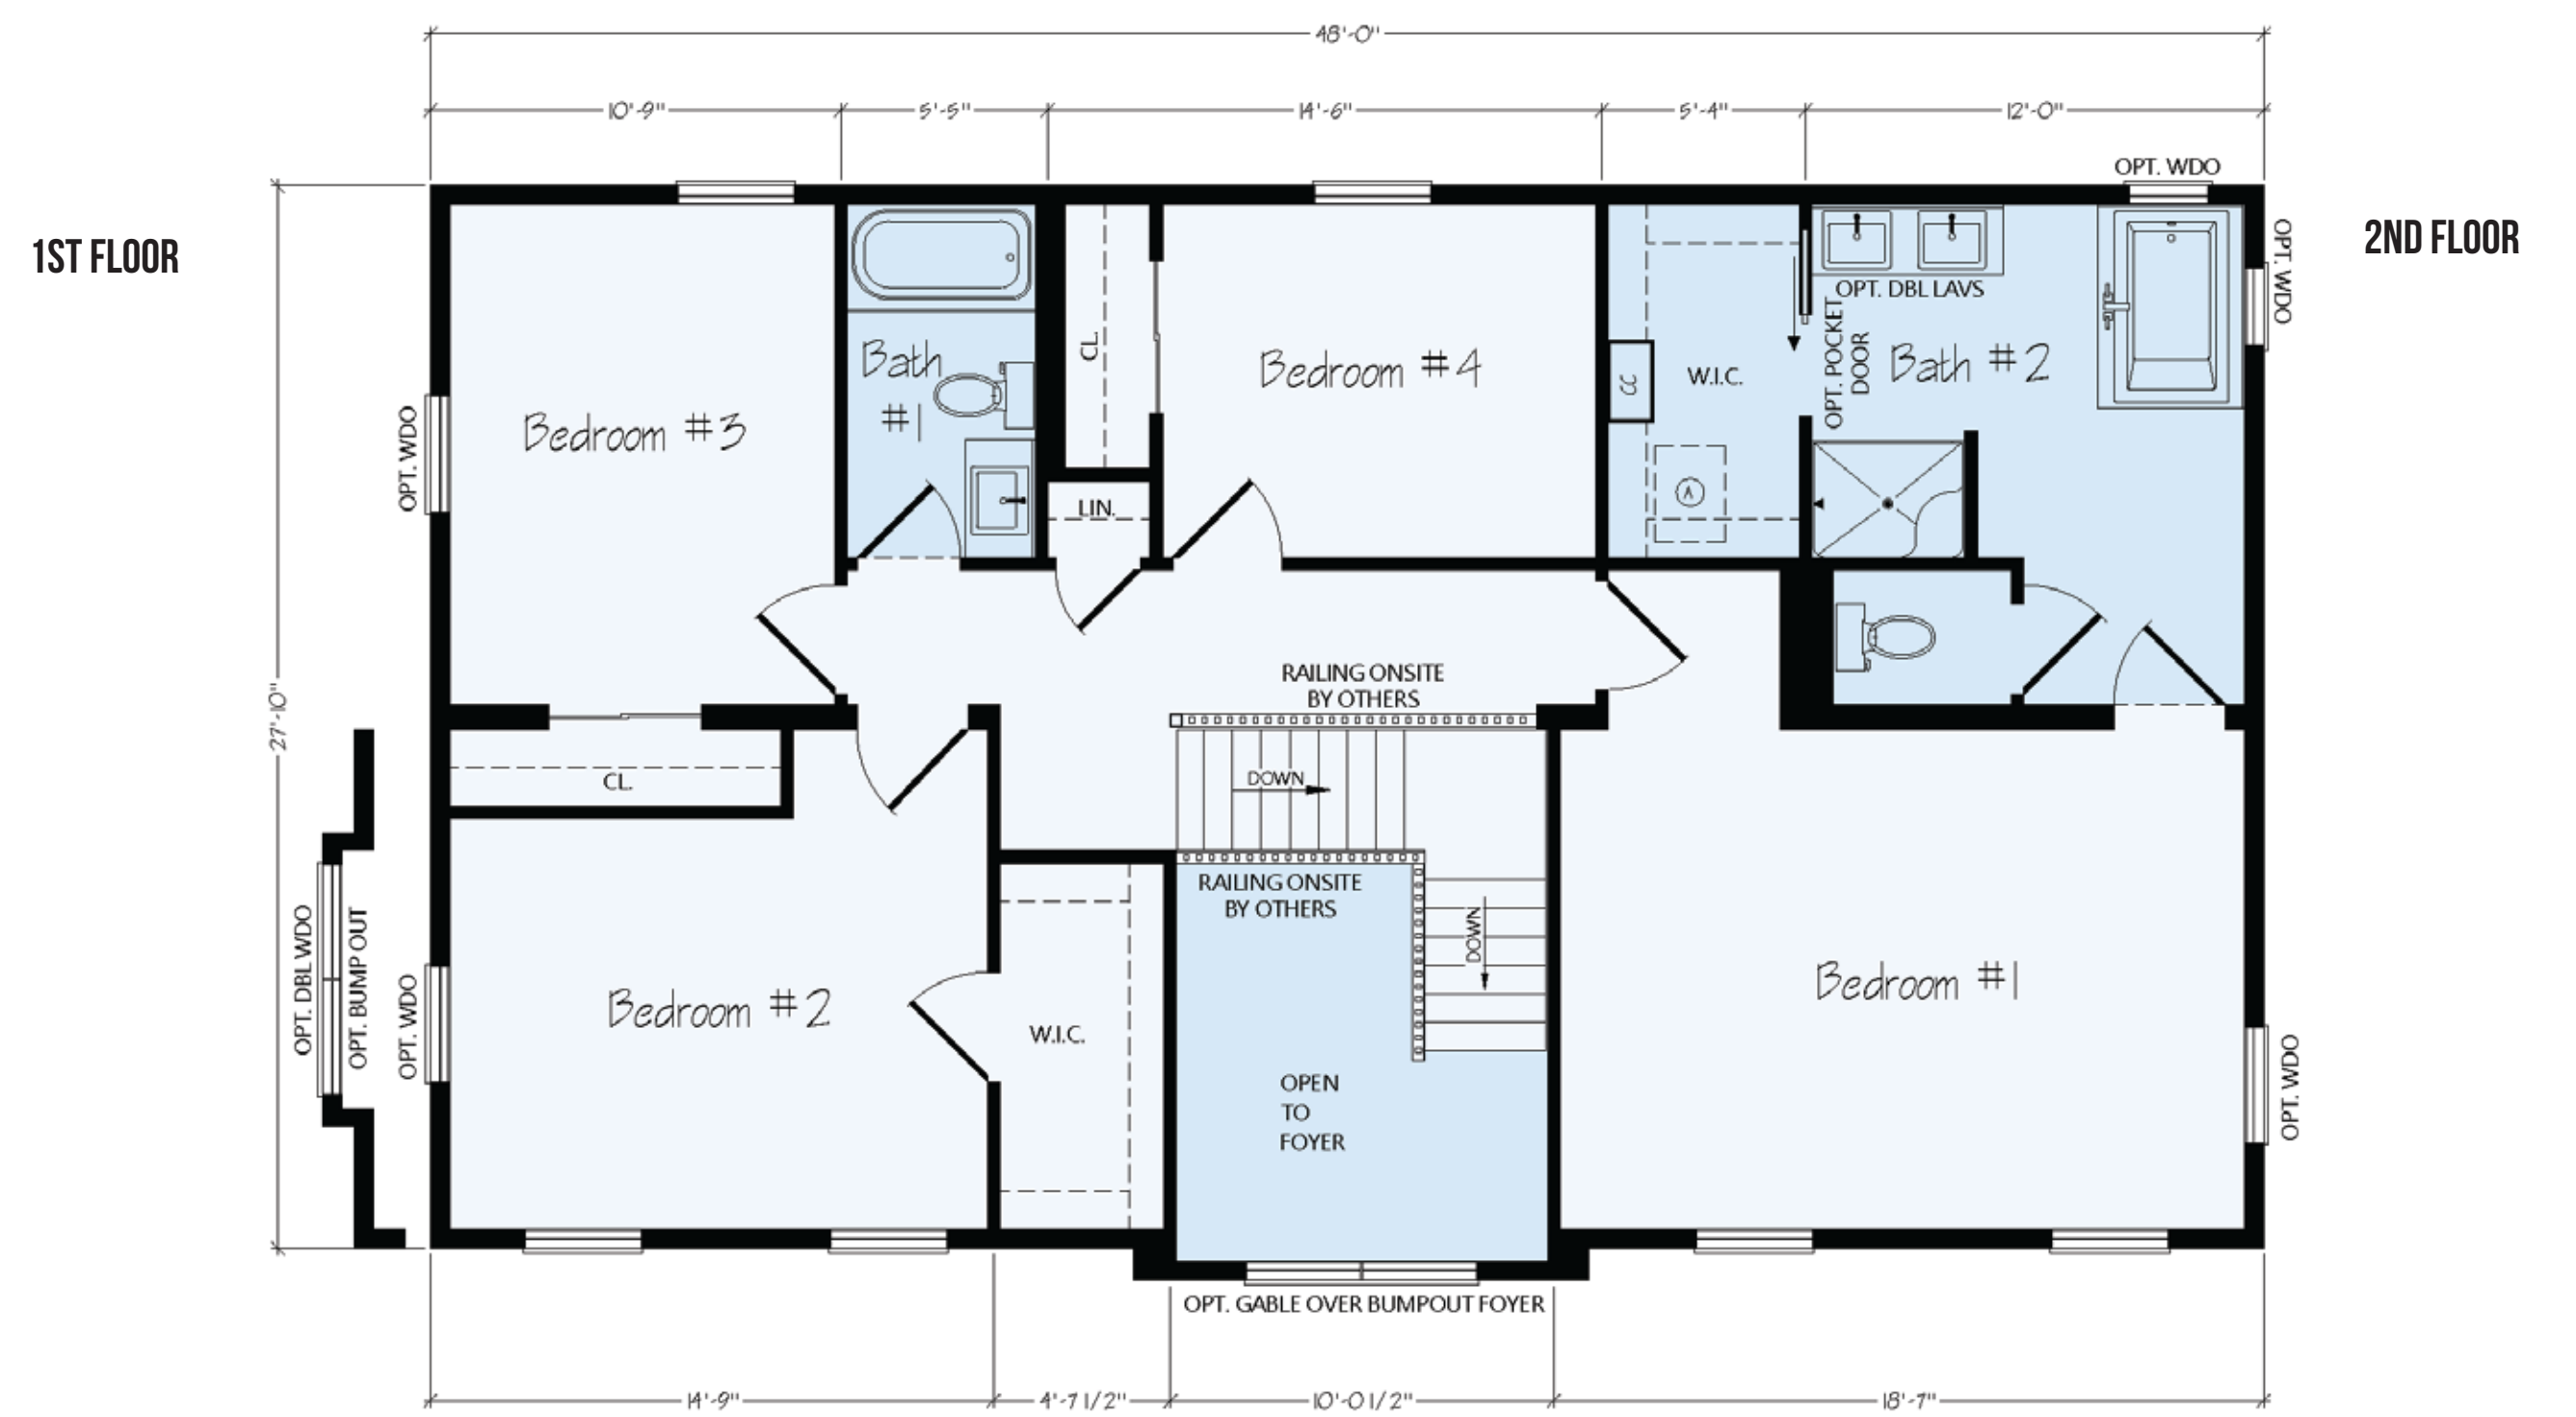 48'-0"
10'-9"
5'-5"
14'-6"
5'-4"
12'-0"
OPT. WDO
1ST FLOOR
2ND FLOOR
OPT. WDO
OPT. DBL LAVS
OPT. POCKET
DOOR
Bath
#1
CL.
Bedroom #4
CC
W.I.C.
Bath #2
Bedroom #3
OPT. WDO
LIN.
A
RAILING ONSITE
BY OTHERS
27'-10"
CL.
DOWN
RAILING ONSITE
BY OTHERS
DOWN
OPT. DBL WDO
OPT. BUMP OUT
OPT. WDO
Bedroom #2
W.I.C.
Bedroom #1
OPEN
TO
FOYER
OPT. WDO
OPT. GABLE OVER BUMPOUT FOYER
14'-9"
4'-7 1/2"
10'-0 1/2"
18'-7"